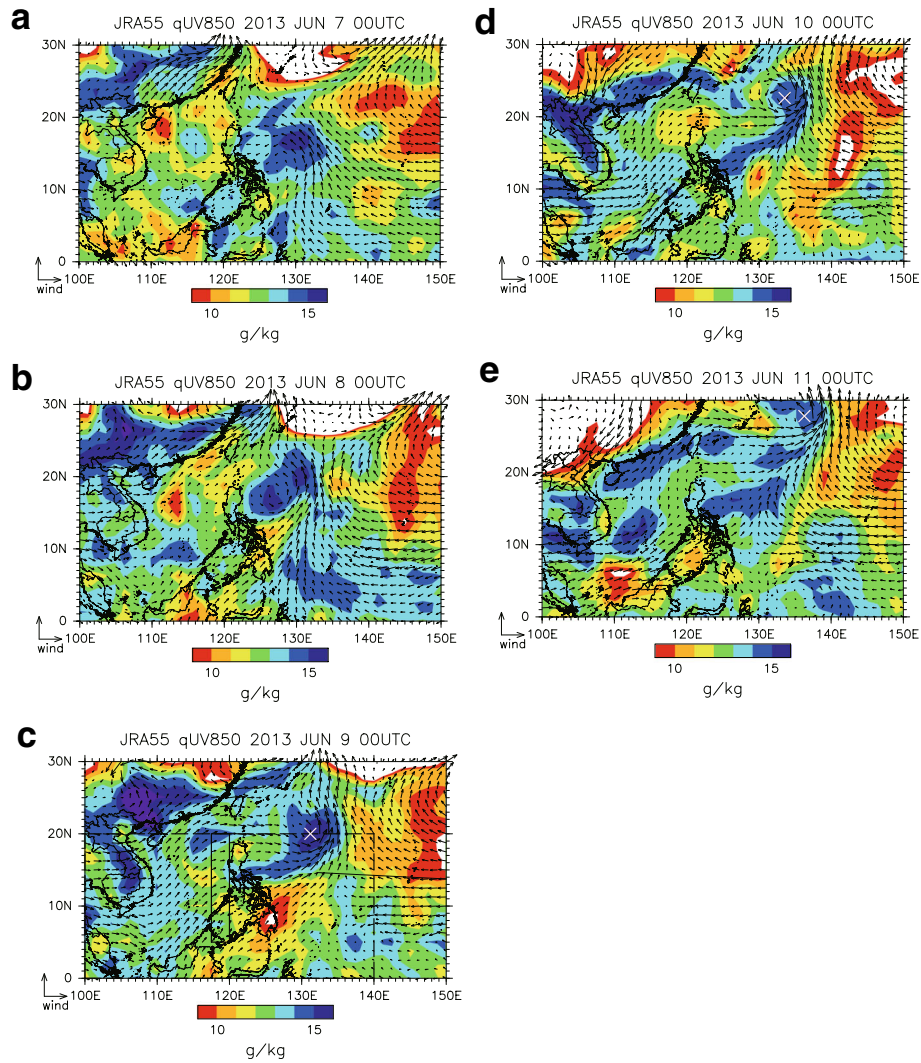 a
JRA55 qUV850 2013 JUN 7 00UTC
30N
20N
10N
0
100E 110E 120E 130E 140E 150E
wind
10 15
g/kg
b
JRA55 qUV850 2013 JUN 8 00UTC
30N
20N
10N
0
100E 110E 120E 130E 140E 150E
wind
10 15
g/kg
c
JRA55 qUV850 2013 JUN 9 00UTC
30N
20N
10N
0
100E 110E 120E 130E 140E 150E
wind
10 15
g/kg
d
JRA55 qUV850 2013 JUN 10 00UTC
30N
20N
10N
0
100E 110E 120E 130E 140E 150E
wind
10 15
g/kg
e
JRA55 qUV850 2013 JUN 11 00UTC
30N
20N
10N
0
100E 110E 120E 130E 140E 150E
wind
10 15
g/kg